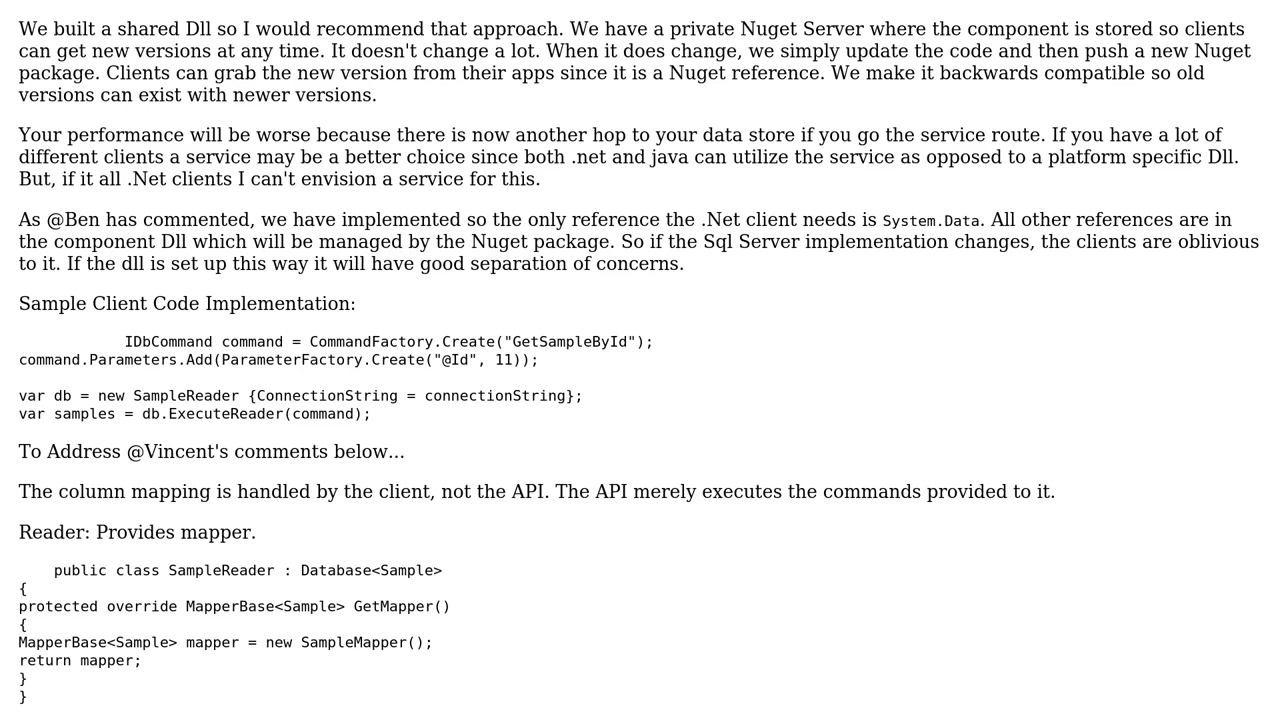 We built a shared Dll so I would recommend that approach. We have a private Nuget Server where the component is stored so clients
can get new versions at any time. It doesn't change a lot. When it does change, we simply update the code and then push a new Nuget
package. Clients can grab the new version from their apps since it is a Nuget reference. We make it backwards compatible so old
versions can exist with newer versions.
Your performance will be worse because there is now another hop to your data store if you go the service route. If you have a lot of
different clients a service may be a better choice since both .net and java can utilize the service as opposed to a platform specific Dll.
But, if it all .Net clients I can't envision a service for this.
As @Ben has commented, we have implemented so the only reference the .Net client needs is System.Data. All other references are in
the component Dll which will be managed by the Nuget package. So if the Sql Server implementation changes, the clients are oblivious
to it. If the dll is set up this way it will have good separation of concerns.
Sample Client Code Implementation:
IDbCommand command = CommandFactory.Create("GetSampleById");
command.Parameters.Add(ParameterFactory.Create("@Id", 11));
var db = new SampleReader {ConnectionString = connectionString};
var samples = db.ExecuteReader(command);
To Address @Vincent's comments below...
The column mapping is handled by the client, not the API. The API merely executes the commands provided to it.
Reader: Provides mapper.
public class SampleReader : Database<Sample>
{
protected override MapperBase<Sample> GetMapper()
{
MapperBase<Sample> mapper = new SampleMapper();
return mapper;
}
}